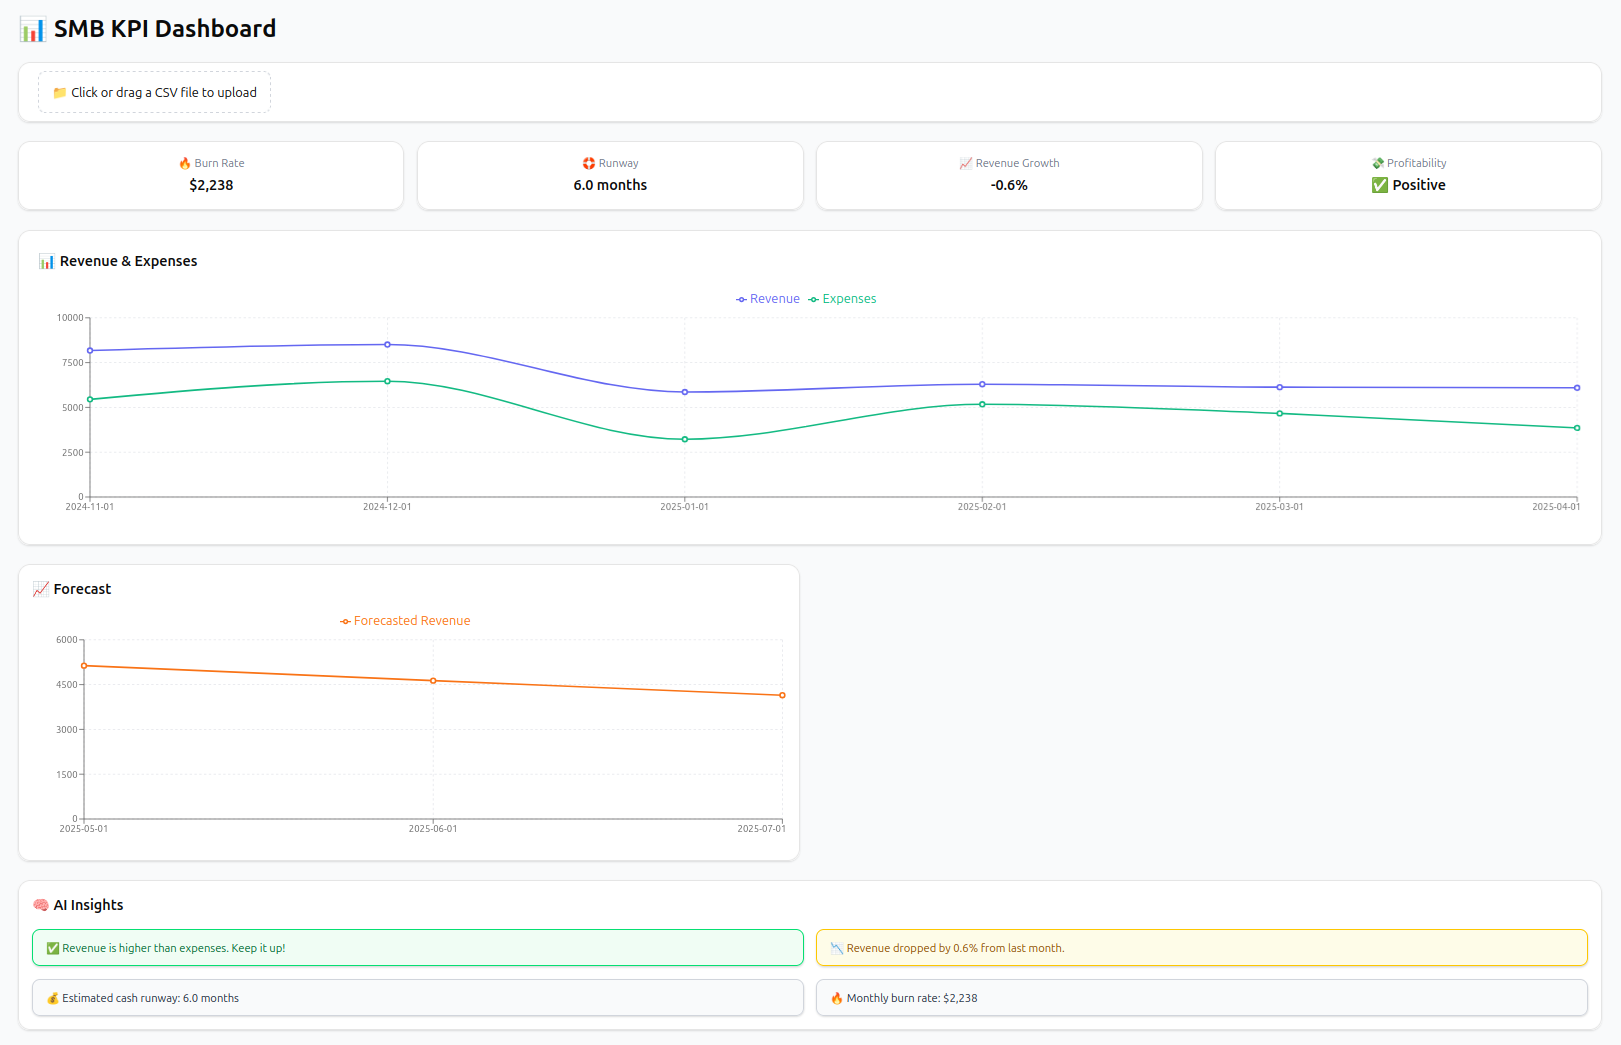 📊 SMB KPI Dashboard
📁 Click or drag a CSV file to upload
🔥 Burn Rate
$2,238
🛟 Runway
6.0 months
📈 Revenue Growth
-0.6%
💸 Profitability
✅ Positive
📊 Revenue & Expenses
Revenue Expenses
10000
7500
5000
2500
0
2024-11-01 2024-12-01 2025-01-01 2025-02-01 2025-03-01 2025-04-01
📈 Forecast
Forecasted Revenue
6000
4500
3000
1500
0
2025-05-01 2025-06-01 2025-07-01
🧠 AI Insights
✅ Revenue is higher than expenses. Keep it up!
📉 Revenue dropped by 0.6% from last month.
💰 Estimated cash runway: 6.0 months
🔥 Monthly burn rate: $2,238